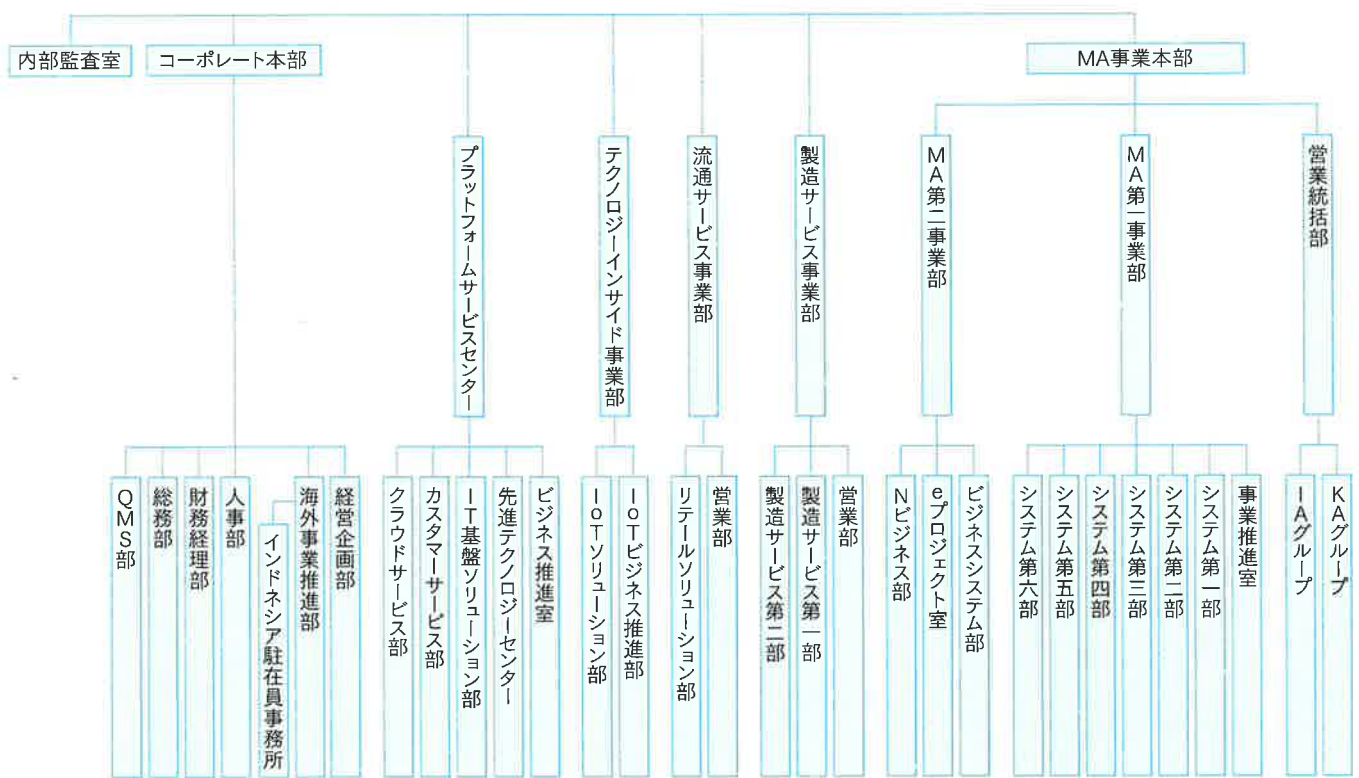 内部監査室
コーポレート本部
MA事業本部
プラットフォームサービスセンター
テクノロジーインサイド事業部
流通サービス事業部
製造サービス事業部
MA第二事業部
MA第一事業部
営業統括部
QMS部
総務部
財務経理部
人事部
インドネシア駐在員事務所
海外事業推進部
経営企画部
クラウドサービス部
カスタマーサービス部
IT基盤ソリューション部
先進テクノロジーセンター
ビジネス推進室
IoTソリューション部
IoTビジネス推進部
リテールソリューション部
営業部
製造サービス第二部
製造サービス第一部
営業部
Nビジネス部
eプロジェクト室
ビジネスシステム部
システム第六部
システム第五部
システム第四部
システム第三部
システム第二部
システム第一部
事業推進室
IAグループ
KAグループ